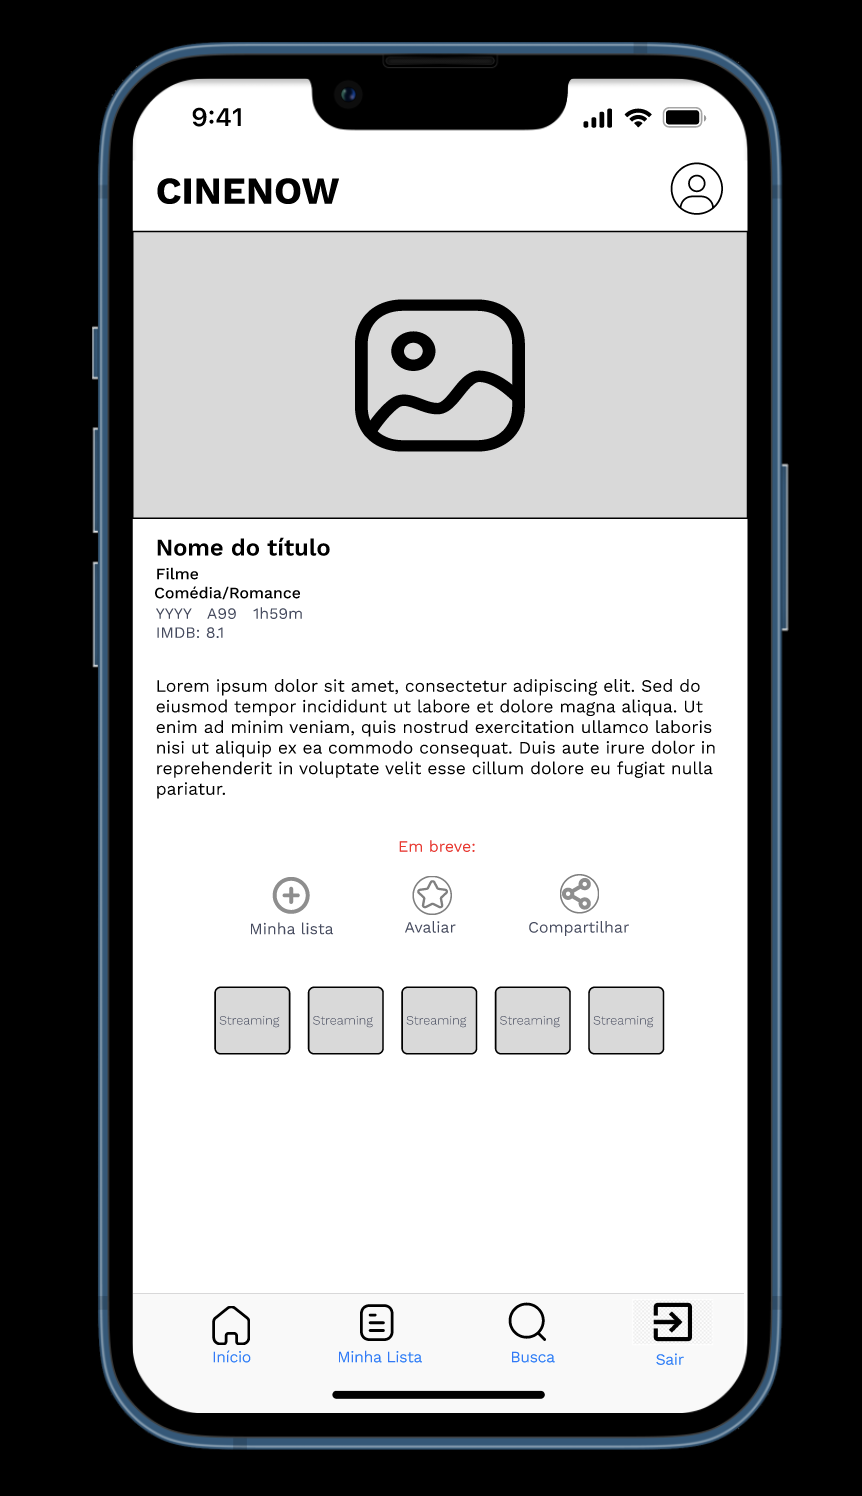 9:41
CINENOW
Nome do título
Filme
Comédia/Romance
YYYY A99 1h59m
IMDB: 8.1
Lorem ipsum dolor sit amet, consectetur adipiscing elit. Sed do
eiusmod tempor incididunt ut labore et dolore magna aliqua. Ut
enim ad minim veniam, quis nostrud exercitation ullamco laboris
nisi ut aliquip ex ea commodo consequat. Duis aute irure dolor in
reprehenderit in voluptate velit esse cillum dolore eu fugiat nulla
pariatur.
Em breve:
Minha lista Avaliar Compartilhar
Streaming Streaming Streaming Streaming Streaming
Início Minha Lista Busca Sair